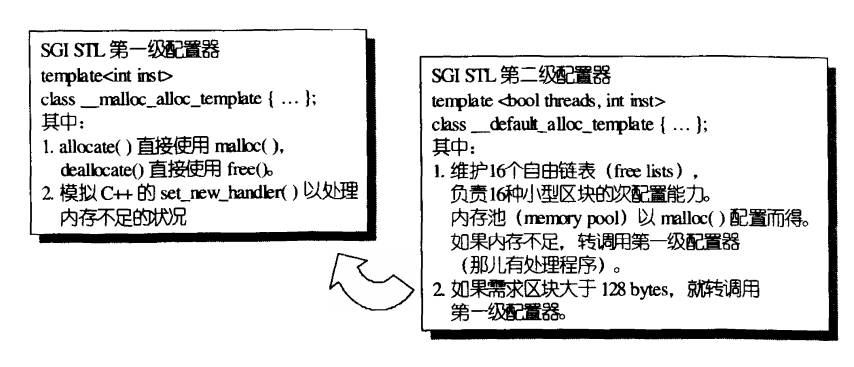 SGI STL 第一级配置器
template<int inst>
class __malloc_alloc_template { … };
其中：
1. allocate( ) 直接使用 malloc( ),
deallocate() 直接使用 free()。
2. 模拟 C++ 的 set_new_handler( ) 以处理
内存不足的状况
SGI STL 第二级配置器
template <bool threads, int inst>
class __default_alloc_template { … };
其中：
1. 维护16个自由链表（free lists），
负责16种小型区块的次配置能力。
内存池（memory pool）以 malloc( ) 配置而得。
如果内存不足，转调用第一级配置器
（那儿有处理程序）。
2. 如果需求区块大于 128 bytes，就转调用
第一级配置器。